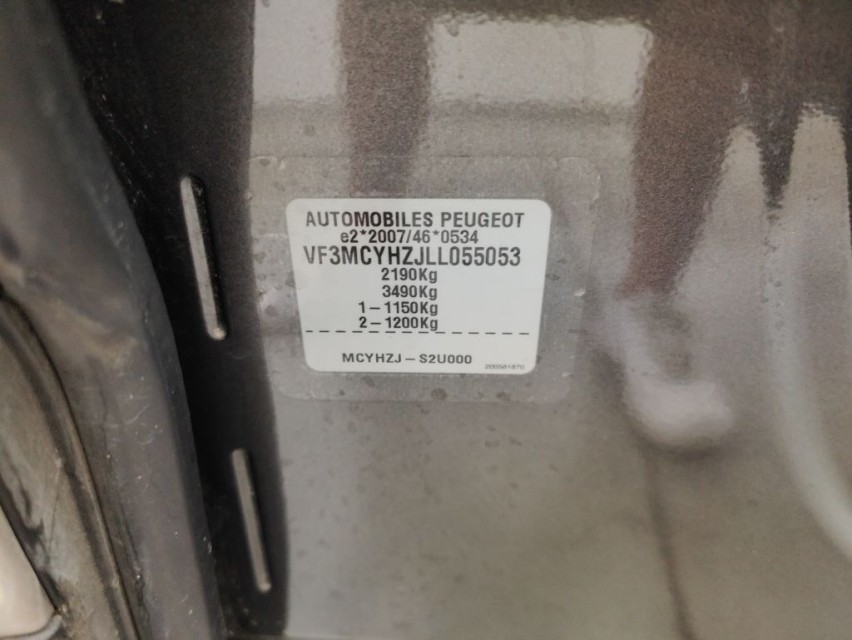 AUTOMOBILES PEUGEOT
e2*2007/46*0534
VF3MCYHZJLL055053
2190Kg
3490Kg
1-1150Kg
2-1200Kg
MCYHZJ-S2U000